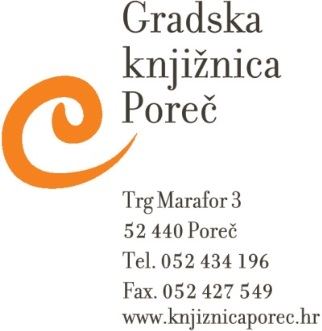 Gradska
knjižnica
Poreč
Trg Marafor 3
52 440 Poreč
Tel. 052 434 196
Fax. 052 427 549
www.knjiznicaporec.hr